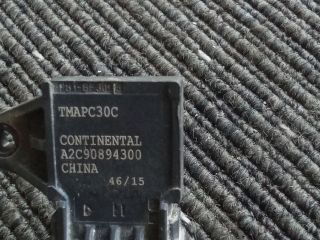 TMAPC30C
CONTINENTAL
A2C90894300
CHINA
46/15